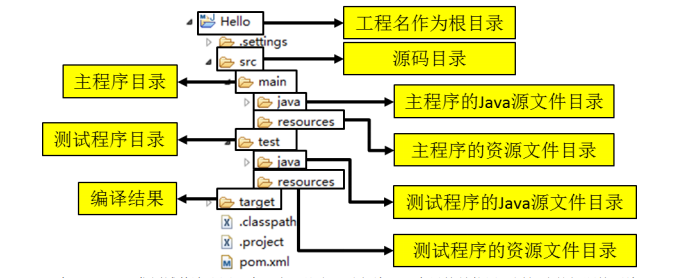 Hello
工程名作为根目录
.settings
src
源码目录
主程序目录
main
java
主程序的Java源文件目录
resources
主程序的资源文件目录
测试程序目录
test
java
测试程序的Java源文件目录
resources
测试程序的资源文件目录
编译结果
target
.classpath
.project
pom.xml